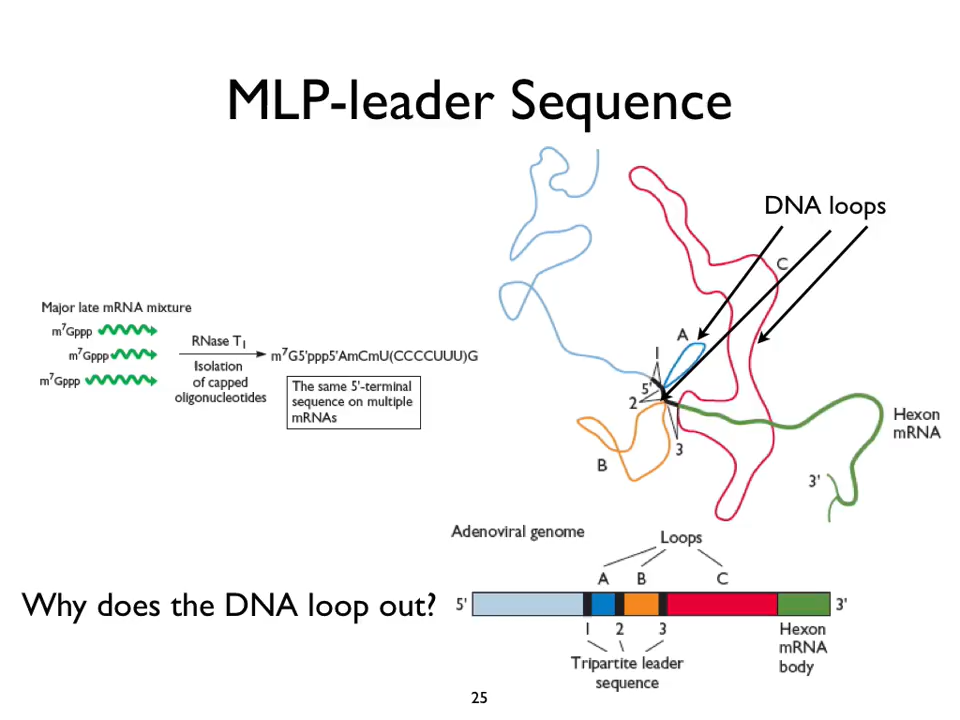 MLP-leader Sequence
DNA loops
C
A
1
5'
2
3
B
Hexon
mRNA
3'
Major late mRNA mixture
m⁷Gppp
m⁷Gppp
m⁷Gppp
RNase T₁
Isolation
of capped
oligonucleotides
m⁷G5'ppp5'AmCmU(CCCCUUU)G
The same 5'-terminal
sequence on multiple
mRNAs
Adenoviral genome
Loops
A B C
Why does the DNA loop out?
5' 3'
1 2 3
Tripartite leader
sequence
Hexon
mRNA
body
25